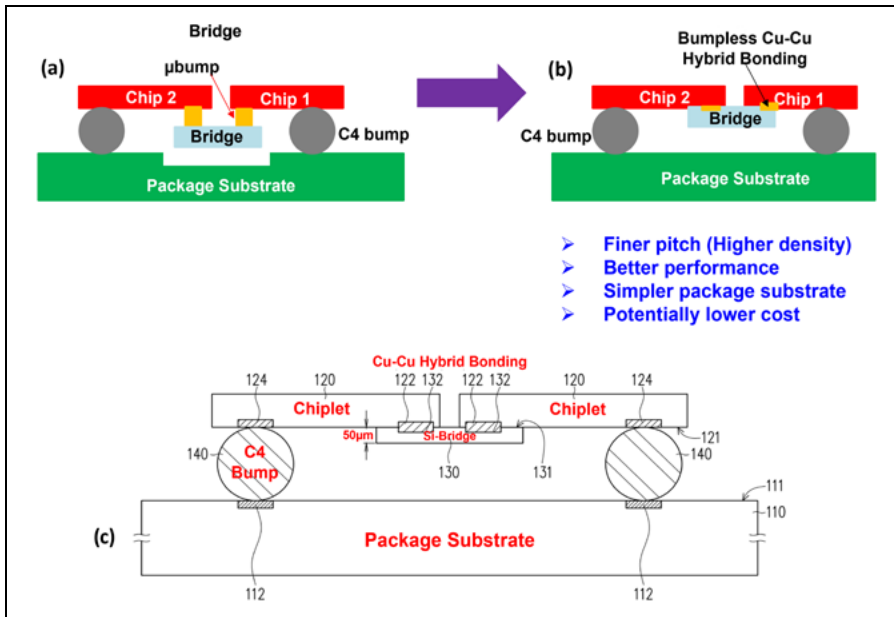 Bridge
(a)
µbump
Chip 2
Chip 1
Bridge
C4 bump
Package Substrate
Bumpless Cu-Cu
Hybrid Bonding
(b)
Chip 2
Chip 1
Bridge
C4 bump
Package Substrate
➢ Finer pitch (Higher density)
➢ Better performance
➢ Simpler package substrate
➢ Potentially lower cost
Cu-Cu Hybrid Bonding
124 120 122 132 122 132 120 124
Chiplet Chiplet
50µm Si-Bridge
121
140 C4 Bump 130 131 140
111
110
(c) Package Substrate
112 112